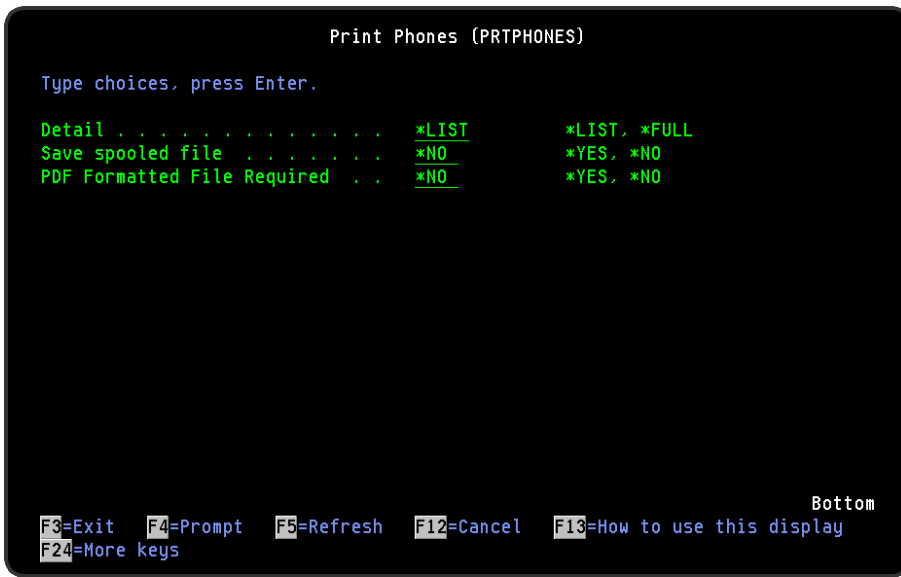 Print Phones (PRTPHONES)
Type choices, press Enter.
Detail . . . . . . . . . . . . . *LIST *LIST, *FULL
Save spooled file . . . . . . . *NO *YES, *NO
PDF Formatted File Required . . *NO *YES, *NO
Bottom
F3=Exit F4=Prompt F5=Refresh F12=Cancel F13=How to use this display
F24=More keys